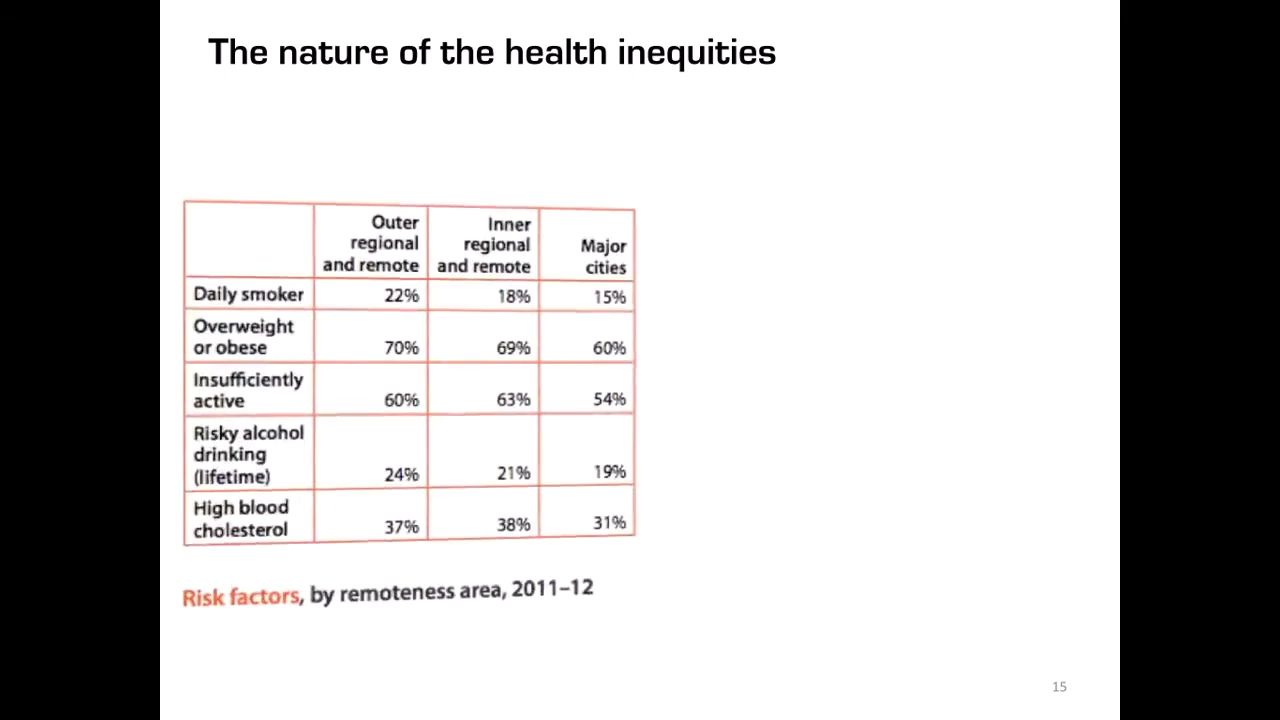 The nature of the health inequities
Outer
regional
and remote
Inner
regional
and remote
Major
cities
Daily smoker 22% 18% 15%
Overweight
or obese 70% 69% 60%
Insufficiently
active 60% 63% 54%
Risky alcohol
drinking
(lifetime) 24% 21% 19%
High blood
cholesterol 37% 38% 31%
Risk factors, by remoteness area, 2011–12
15